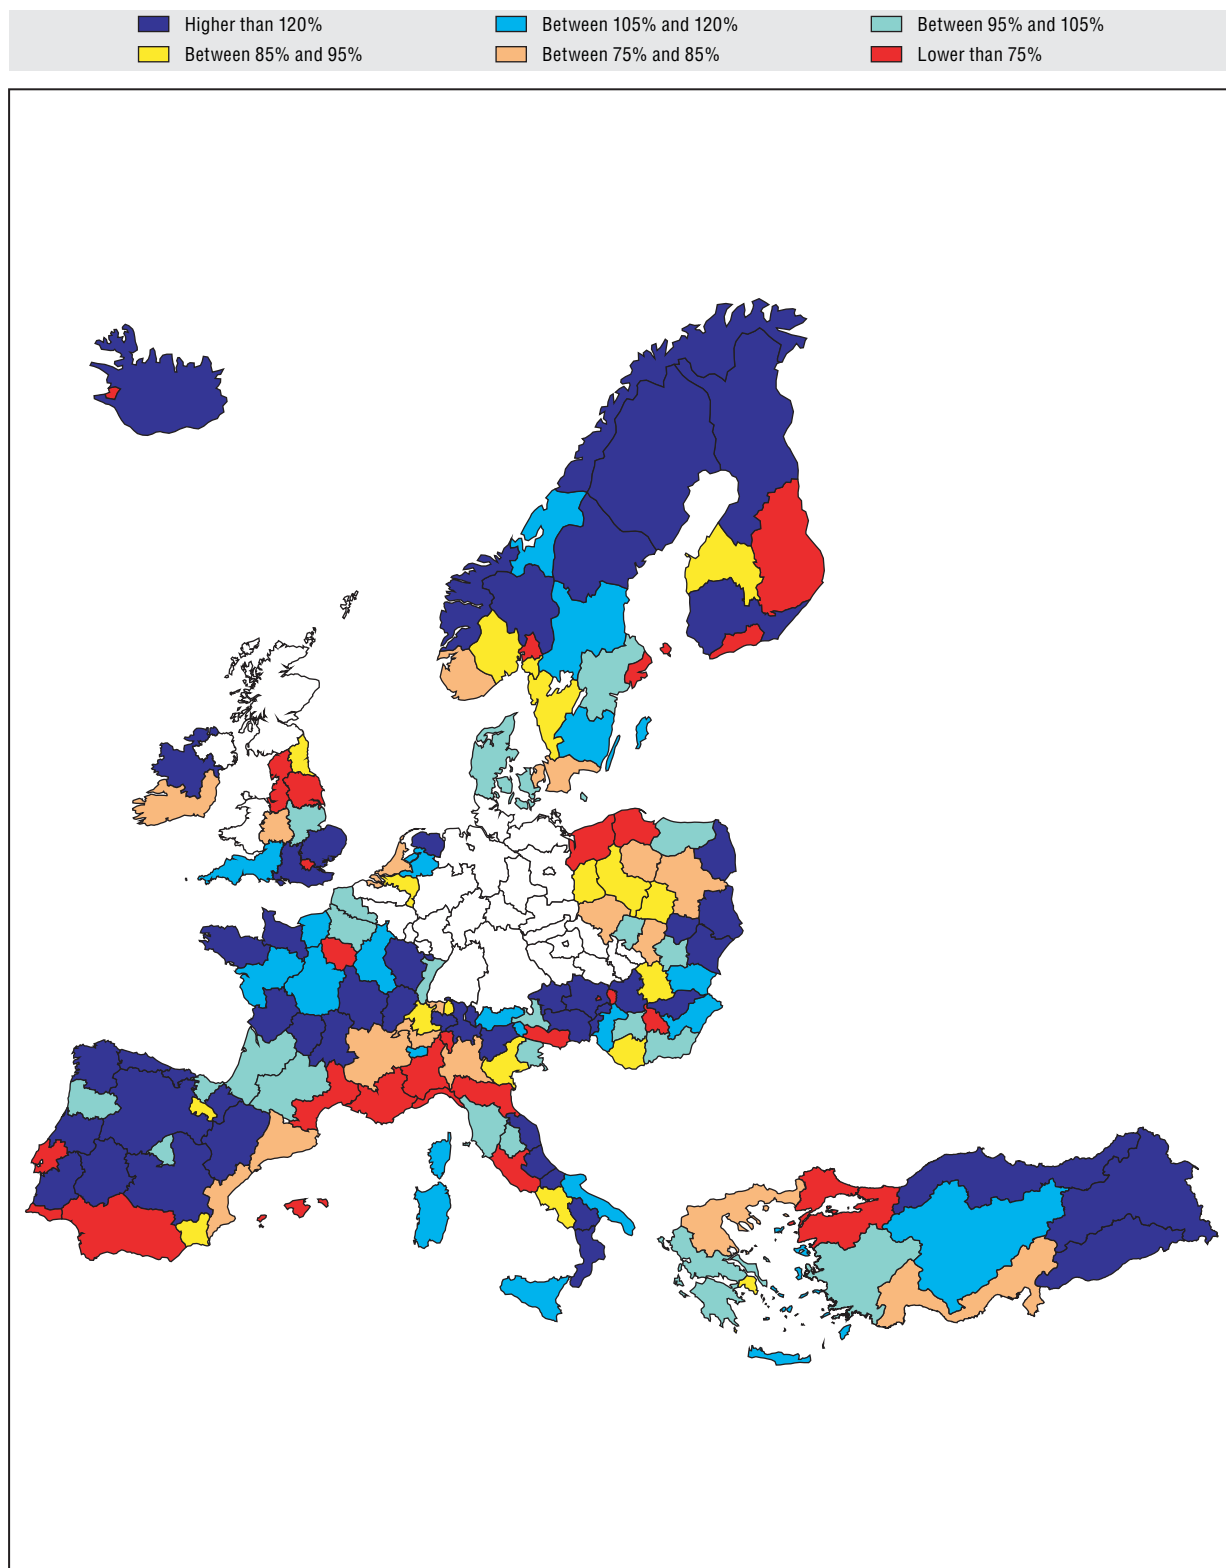 Higher than 120% Between 105% and 120% Between 95% and 105%
Between 85% and 95% Between 75% and 85% Lower than 75%